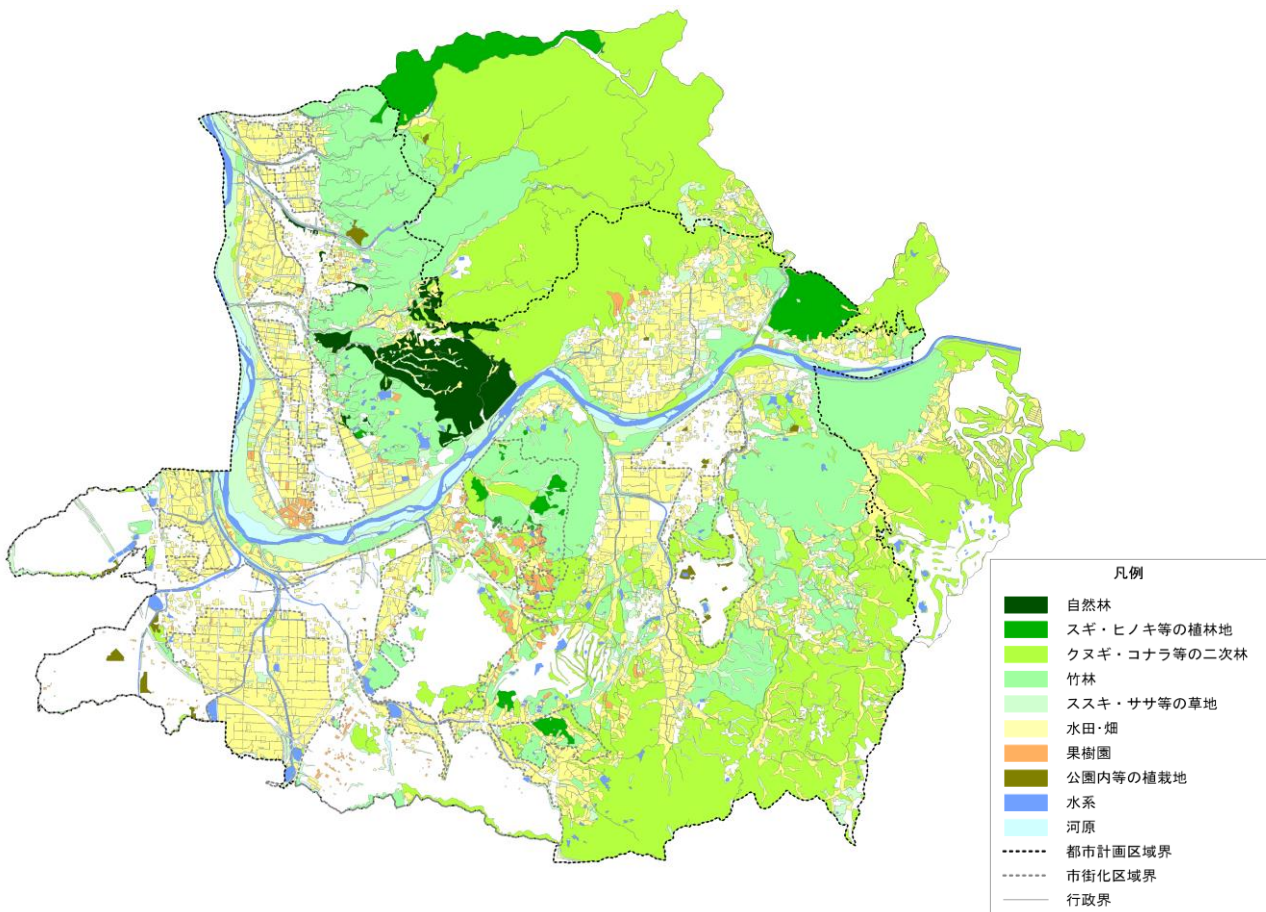 凡例
自然林
スギ・ヒノキ等の植林地
クヌギ・コナラ等の二次林
竹林
ススキ・ササ等の草地
水田・畑
果樹園
公園内等の植栽地
水系
河原
都市計画区域界
市街化区域界
行政界